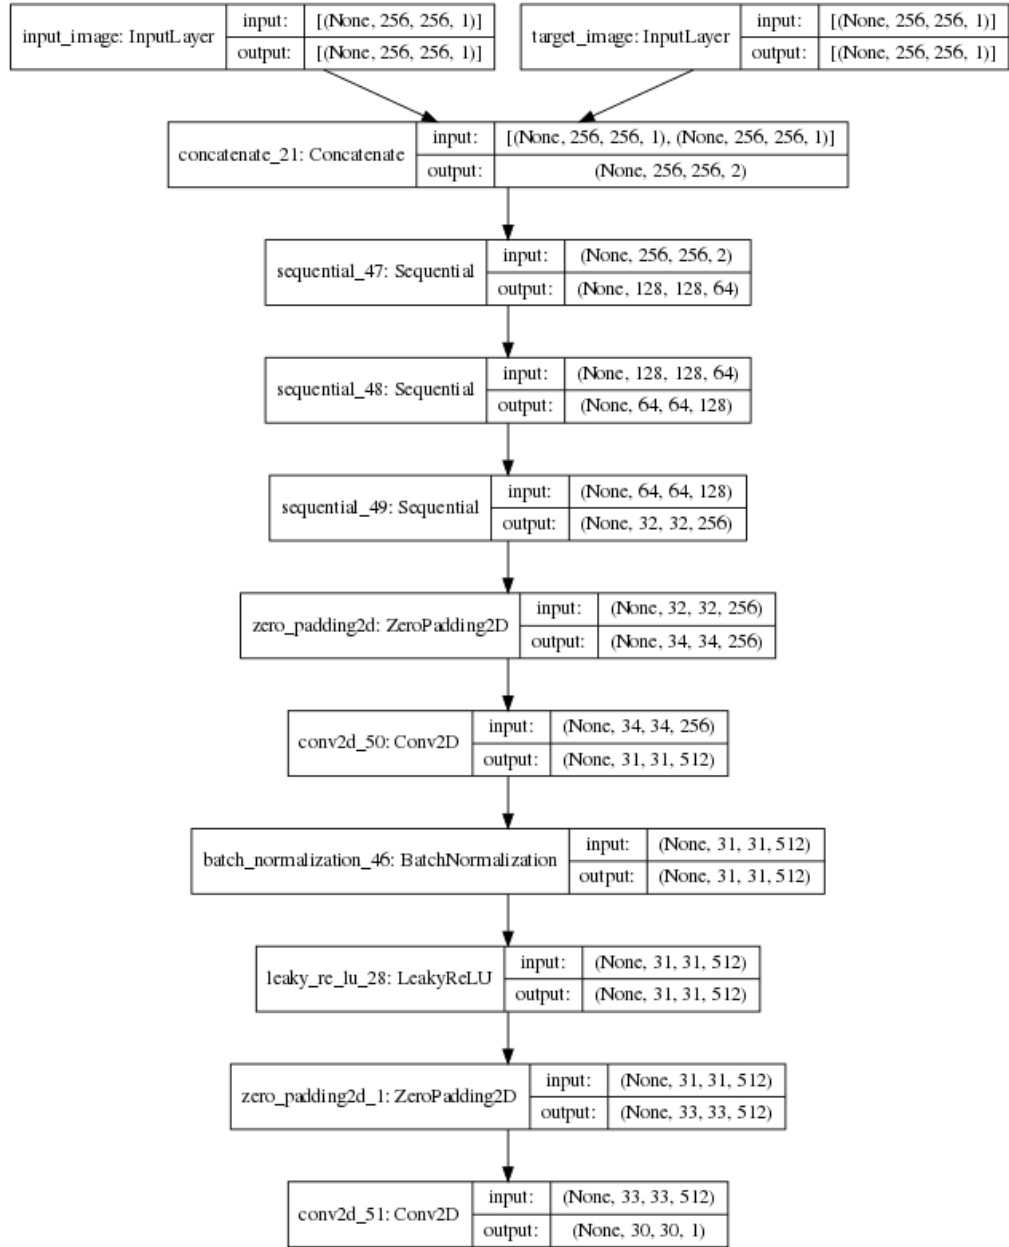 input_image: InputLayer
input: [(None, 256, 256, 1)]
output: [(None, 256, 256, 1)]
target_image: InputLayer
input: [(None, 256, 256, 1)]
output: [(None, 256, 256, 1)]
concatenate_21: Concatenate
input: [(None, 256, 256, 1), (None, 256, 256, 1)]
output: (None, 256, 256, 2)
sequential_47: Sequential
input: (None, 256, 256, 2)
output: (None, 128, 128, 64)
sequential_48: Sequential
input: (None, 128, 128, 64)
output: (None, 64, 64, 128)
sequential_49: Sequential
input: (None, 64, 64, 128)
output: (None, 32, 32, 256)
zero_padding2d: ZeroPadding2D
input: (None, 32, 32, 256)
output: (None, 34, 34, 256)
conv2d_50: Conv2D
input: (None, 34, 34, 256)
output: (None, 31, 31, 512)
batch_normalization_46: BatchNormalization
input: (None, 31, 31, 512)
output: (None, 31, 31, 512)
leaky_re_lu_28: LeakyReLU
input: (None, 31, 31, 512)
output: (None, 31, 31, 512)
zero_padding2d_1: ZeroPadding2D
input: (None, 31, 31, 512)
output: (None, 33, 33, 512)
conv2d_51: Conv2D
input: (None, 33, 33, 512)
output: (None, 30, 30, 1)